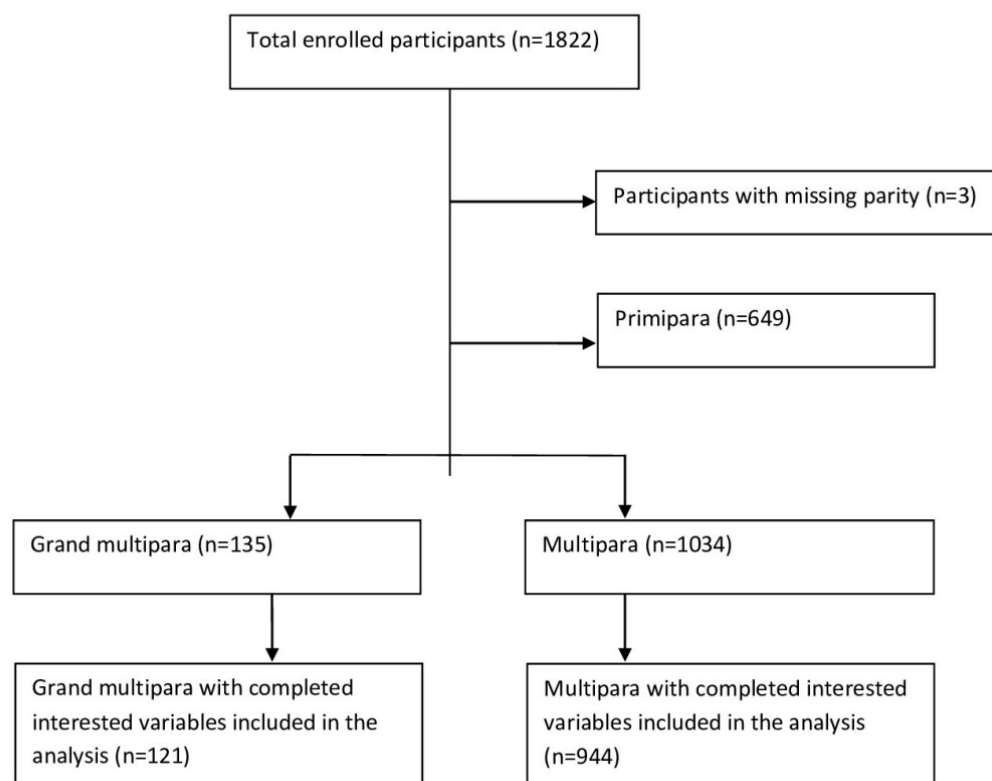 Total enrolled participants (n=1822)
Participants with missing parity (n=3)
Primipara (n=649)
Grand multipara (n=135)
Multipara (n=1034)
Grand multipara with completed
interested variables included in the
analysis (n=121)
Multipara with completed interested
variables included in the analysis
(n=944)